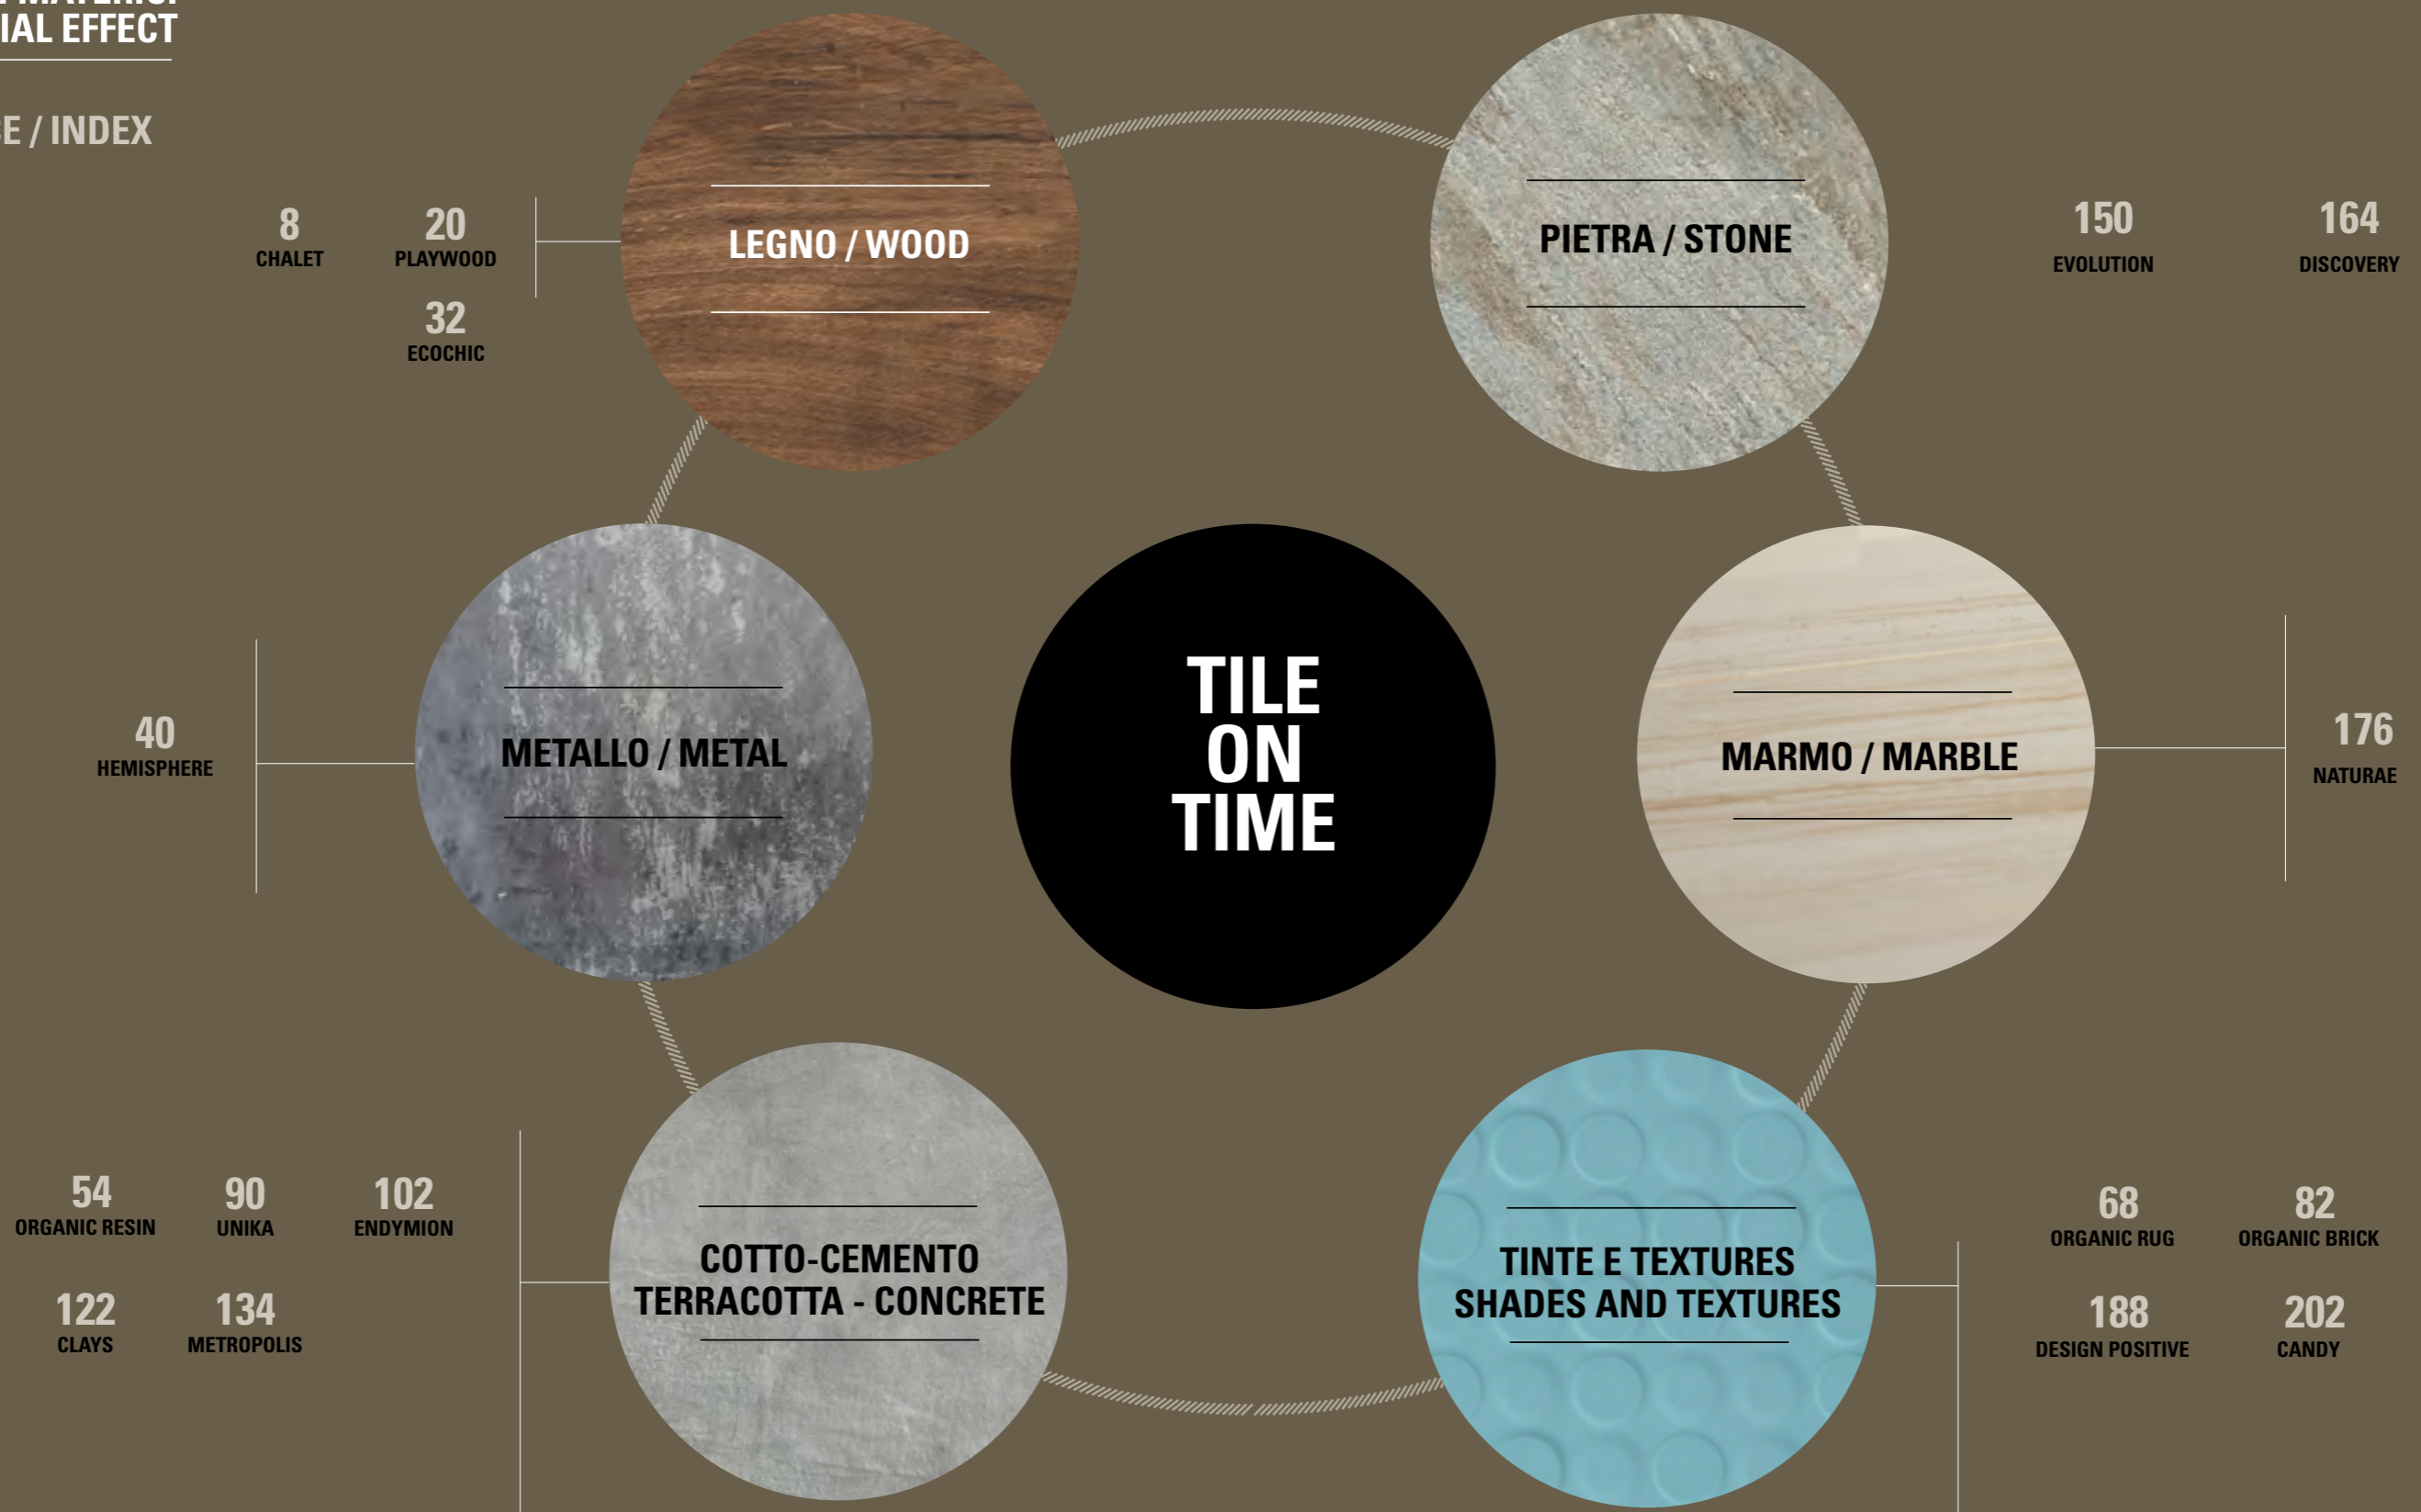 EFFECT
/ INDEX
8
CHALET
20
PLAYWOOD
32
ECOCHIC
LEGNO / WOOD
PIETRA / STONE
150
EVOLUTION
164
DISCOVERY
40
HEMISPHERE
METALLO / METAL
TILE
ON
TIME
MARMO / MARBLE
176
NATURAE
54
ORGANIC RESIN
90
UNIKA
102
ENDYMION
122
CLAYS
134
METROPOLIS
COTTO-CEMENTO
TERRACOTTA - CONCRETE
TINTE E TEXTURES
SHADES AND TEXTURES
68
ORGANIC RUG
82
ORGANIC BRICK
188
DESIGN POSITIVE
202
CANDY